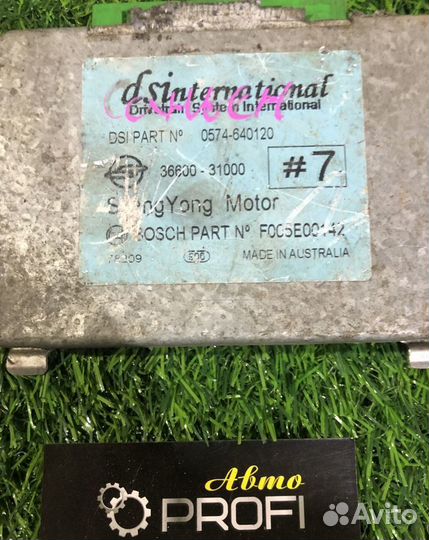 dsinternational
Drivetrain System International
DSI PART Nº 0574-640120
36600-31000 #7
SsangYong Motor
BOSCH PART Nº F005E00142
MADE IN AUSTRALIA
Авто
PROFI
Avito